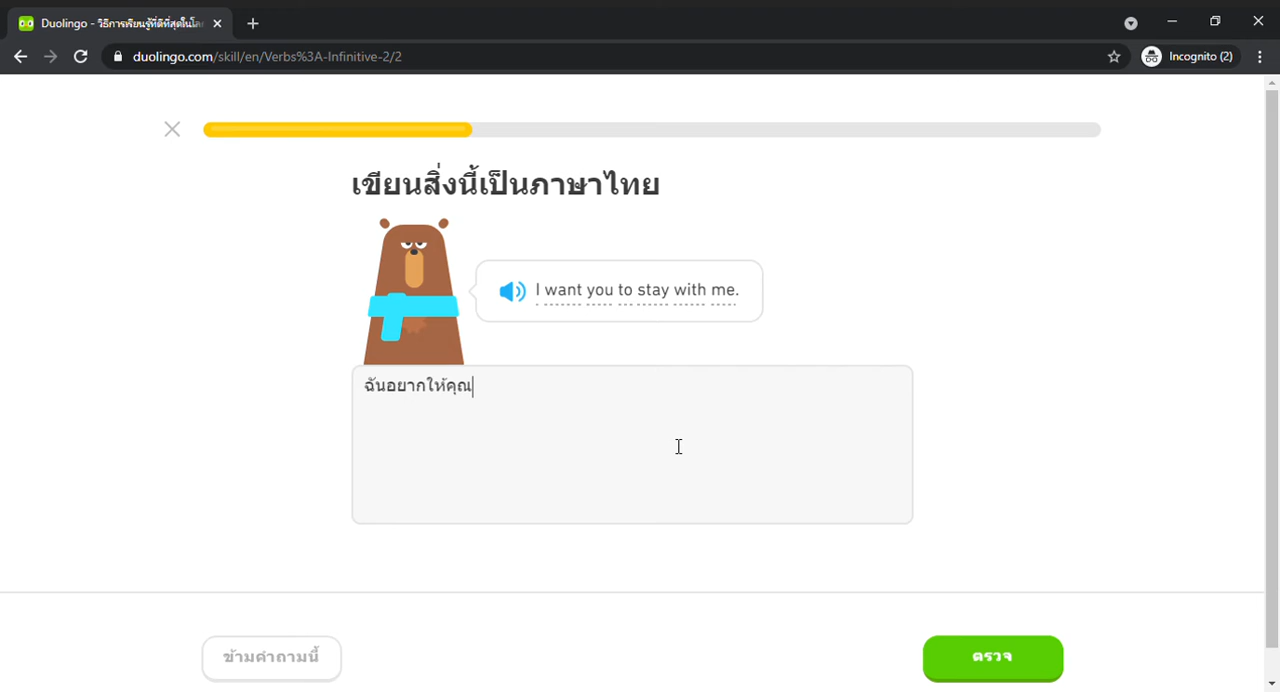 Duolingo - วิธีการเรียนรู้ที่ดีที่สุดในโล
duolingo.com/skill/en/Verbs%3A-Infinitive-2/2
Incognito (2)
เขียนสิ่งนี้เป็นภาษาไทย
I want you to stay with me.
ฉันอยากให้คุณ
ข้ามคำถามนี้
ตรวจ